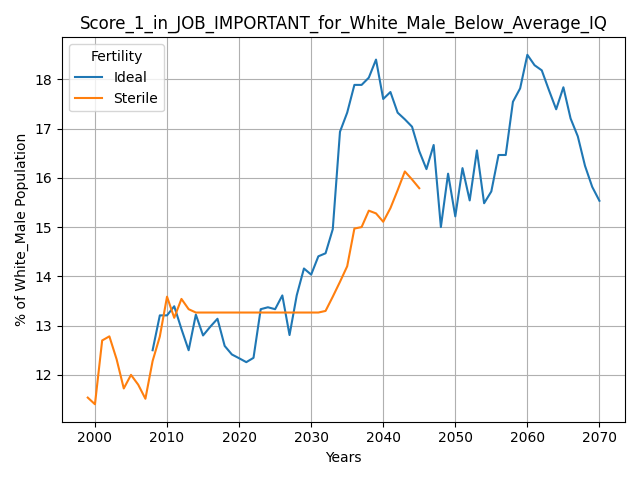 Score_1_in_JOB_IMPORTANT_for_White_Male_Below_Average_IQ
Fertility
Ideal
Sterile
% of White_Male Population
18
17
16
15
14
13
12
2000 2010 2020 2030 2040 2050 2060 2070
Years